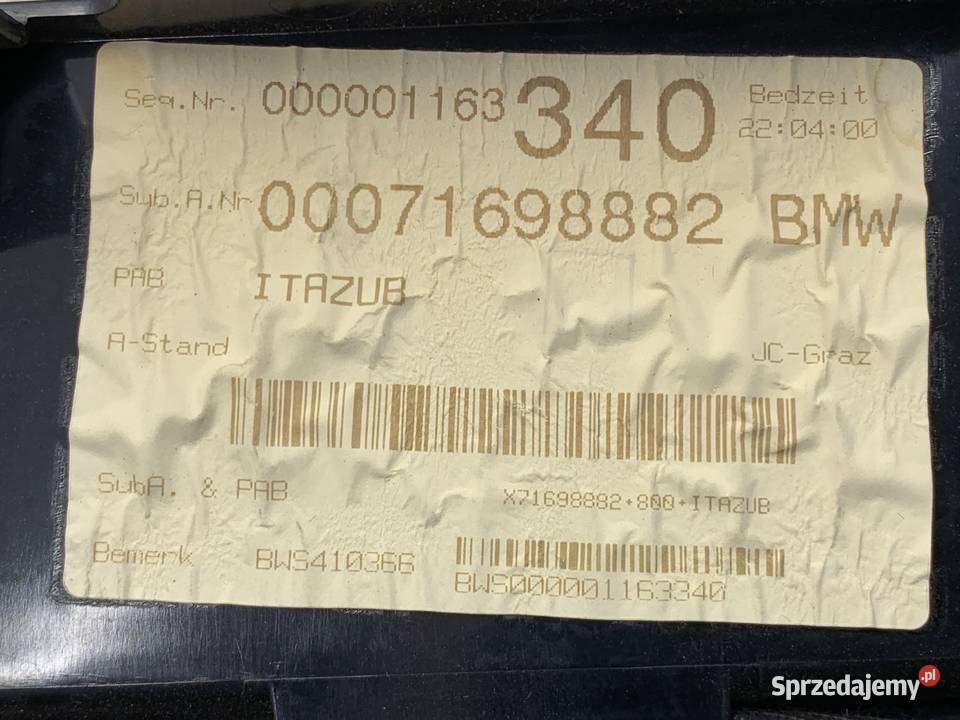 Seq.Nr. 000001163 340 Bedzeit
22:04:00
Sub.A.Nr 00071698882 BMW
PAB ITAZUB
A-Stand JC-Graz
SubA. & PAB X71698882+800+ITAZUB
Bemerk BWS410366
BWS000001163340
Sprzedajemy.pl